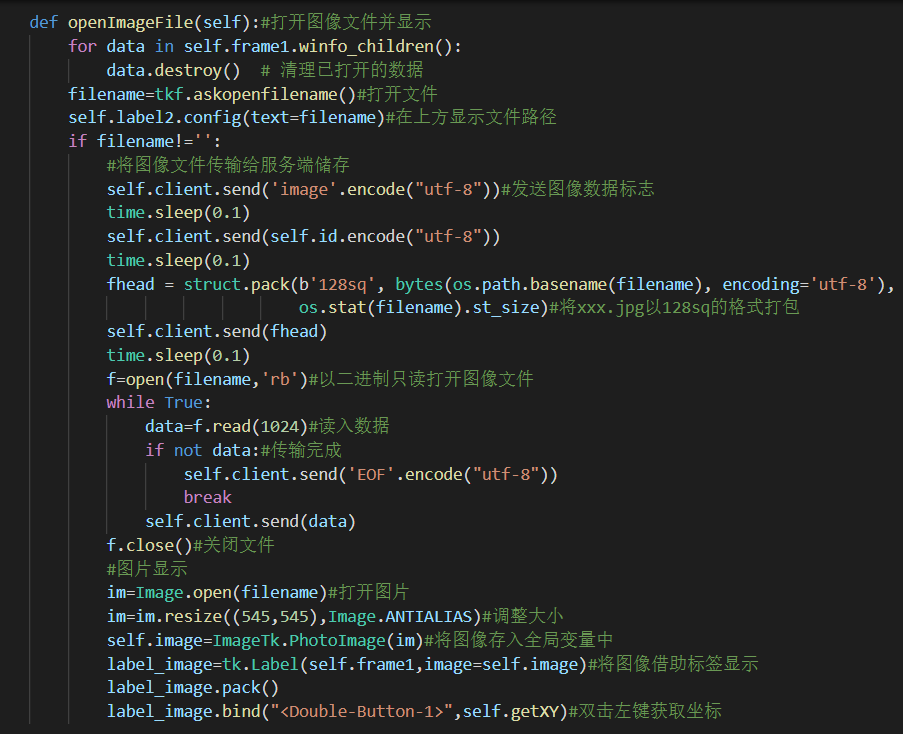 def openImageFile(self):#打开图像文件并显示
for data in self.frame1.winfo_children():
data.destroy()  # 清理已打开的数据
filename=tkf.askopenfilename()#打开文件
self.label2.config(text=filename)#在上方显示文件路径
if filename!='':
#将图像文件传输给服务端储存
self.client.send('image'.encode("utf-8"))#发送图像数据标志
time.sleep(0.1)
self.client.send(self.id.encode("utf-8"))
time.sleep(0.1)
fhead = struct.pack(b'128sq', bytes(os.path.basename(filename), encoding='utf-8'),
os.stat(filename).st_size)#将xxx.jpg以128sq的格式打包
self.client.send(fhead)
time.sleep(0.1)
f=open(filename,'rb')#以二进制只读打开图像文件
while True:
data=f.read(1024)#读入数据
if not data:#传输完成
self.client.send('EOF'.encode("utf-8"))
break
self.client.send(data)
f.close()#关闭文件
#图片显示
im=Image.open(filename)#打开图片
im=im.resize((545,545),Image.ANTIALIAS)#调整大小
self.image=ImageTk.PhotoImage(im)#将图像存入全局变量中
label_image=tk.Label(self.frame1,image=self.image)#将图像借助标签显示
label_image.pack()
label_image.bind("<Double-Button-1>",self.getXY)#双击左键获取坐标